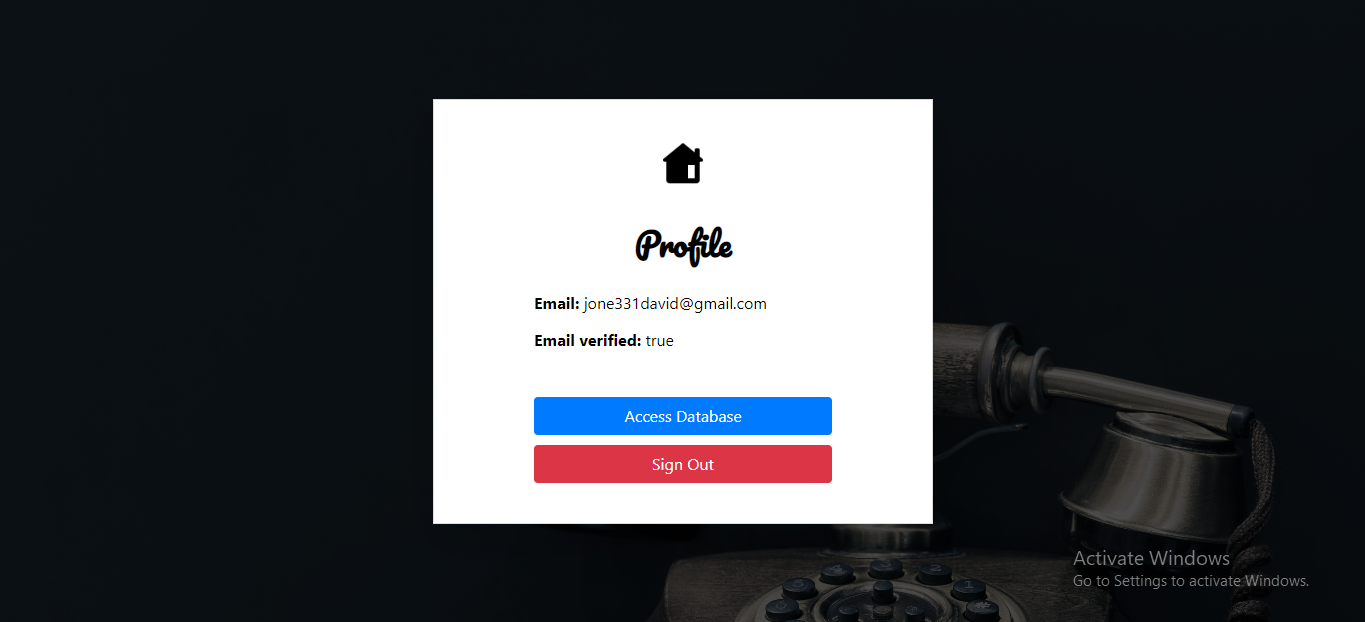 Profile
Email: jone331david@gmail.com
Email verified: true
Access Database
Sign Out
Activate Windows
Go to Settings to activate Windows.